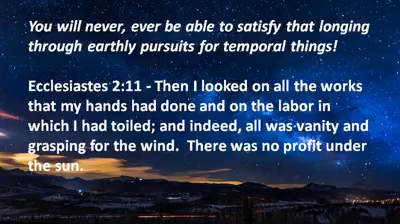 You will never, ever be able to satisfy that longing
through earthly pursuits for temporal things!
Ecclesiastes 2:11 - Then I looked on all the works
that my hands had done and on the labor in
which I had toiled; and indeed, all was vanity and
grasping for the wind.  There was no profit under
the sun.